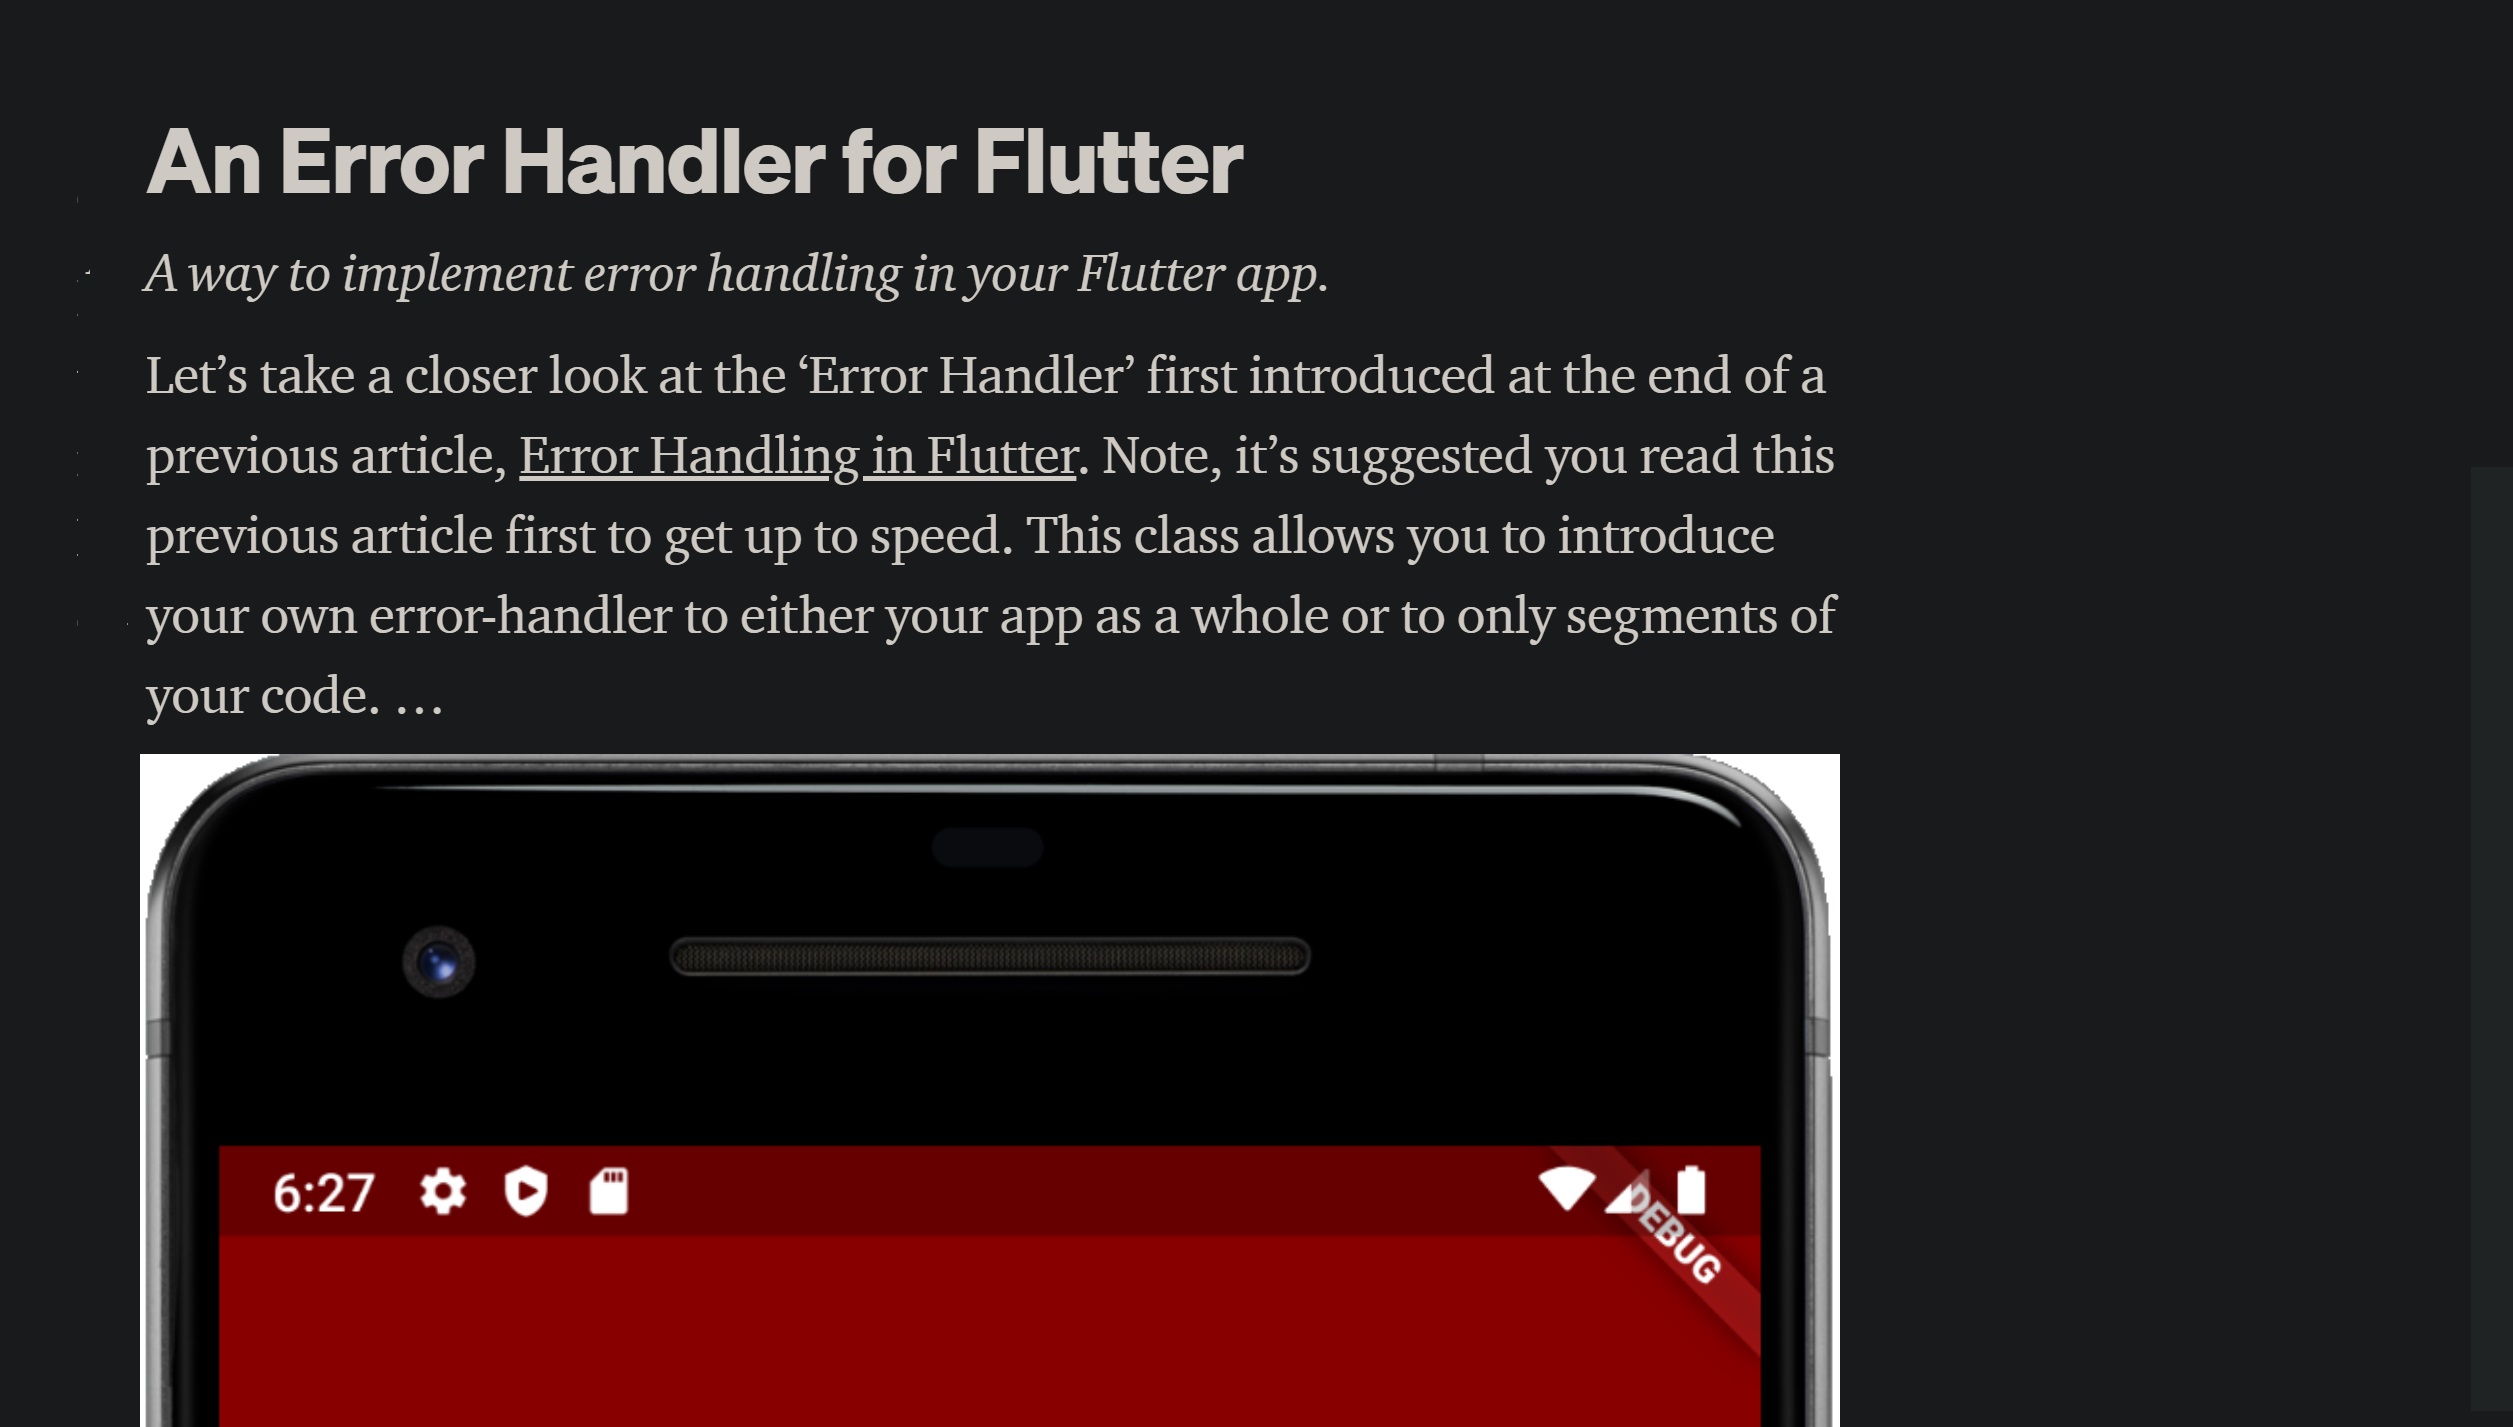 An Error Handler for Flutter
A way to implement error handling in your Flutter app.
Let’s take a closer look at the ‘Error Handler’ first introduced at the end of a
previous article, Error Handling in Flutter. Note, it’s suggested you read this
previous article first to get up to speed. This class allows you to introduce
your own error-handler to either your app as a whole or to only segments of
your code. …
6:27
DEBUG